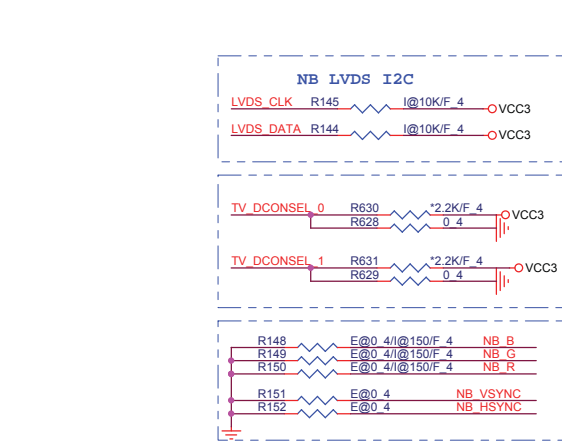 NB LVDS I2C
LVDS_CLK R145 I@10K/F_4 VCC3
LVDS_DATA R144 I@10K/F_4 VCC3
TV_DCONSEL_0 R630 *2.2K/F_4 VCC3
R628 0_4
TV_DCONSEL_1 R631 *2.2K/F_4 VCC3
R629 0_4
R148 E@0_4/I@150/F_4 NB_B
R149 E@0_4/I@150/F_4 NB_G
R150 E@0_4/I@150/F_4 NB_R
R151 E@0_4 NB_VSYNC
R152 E@0_4 NB_HSYNC